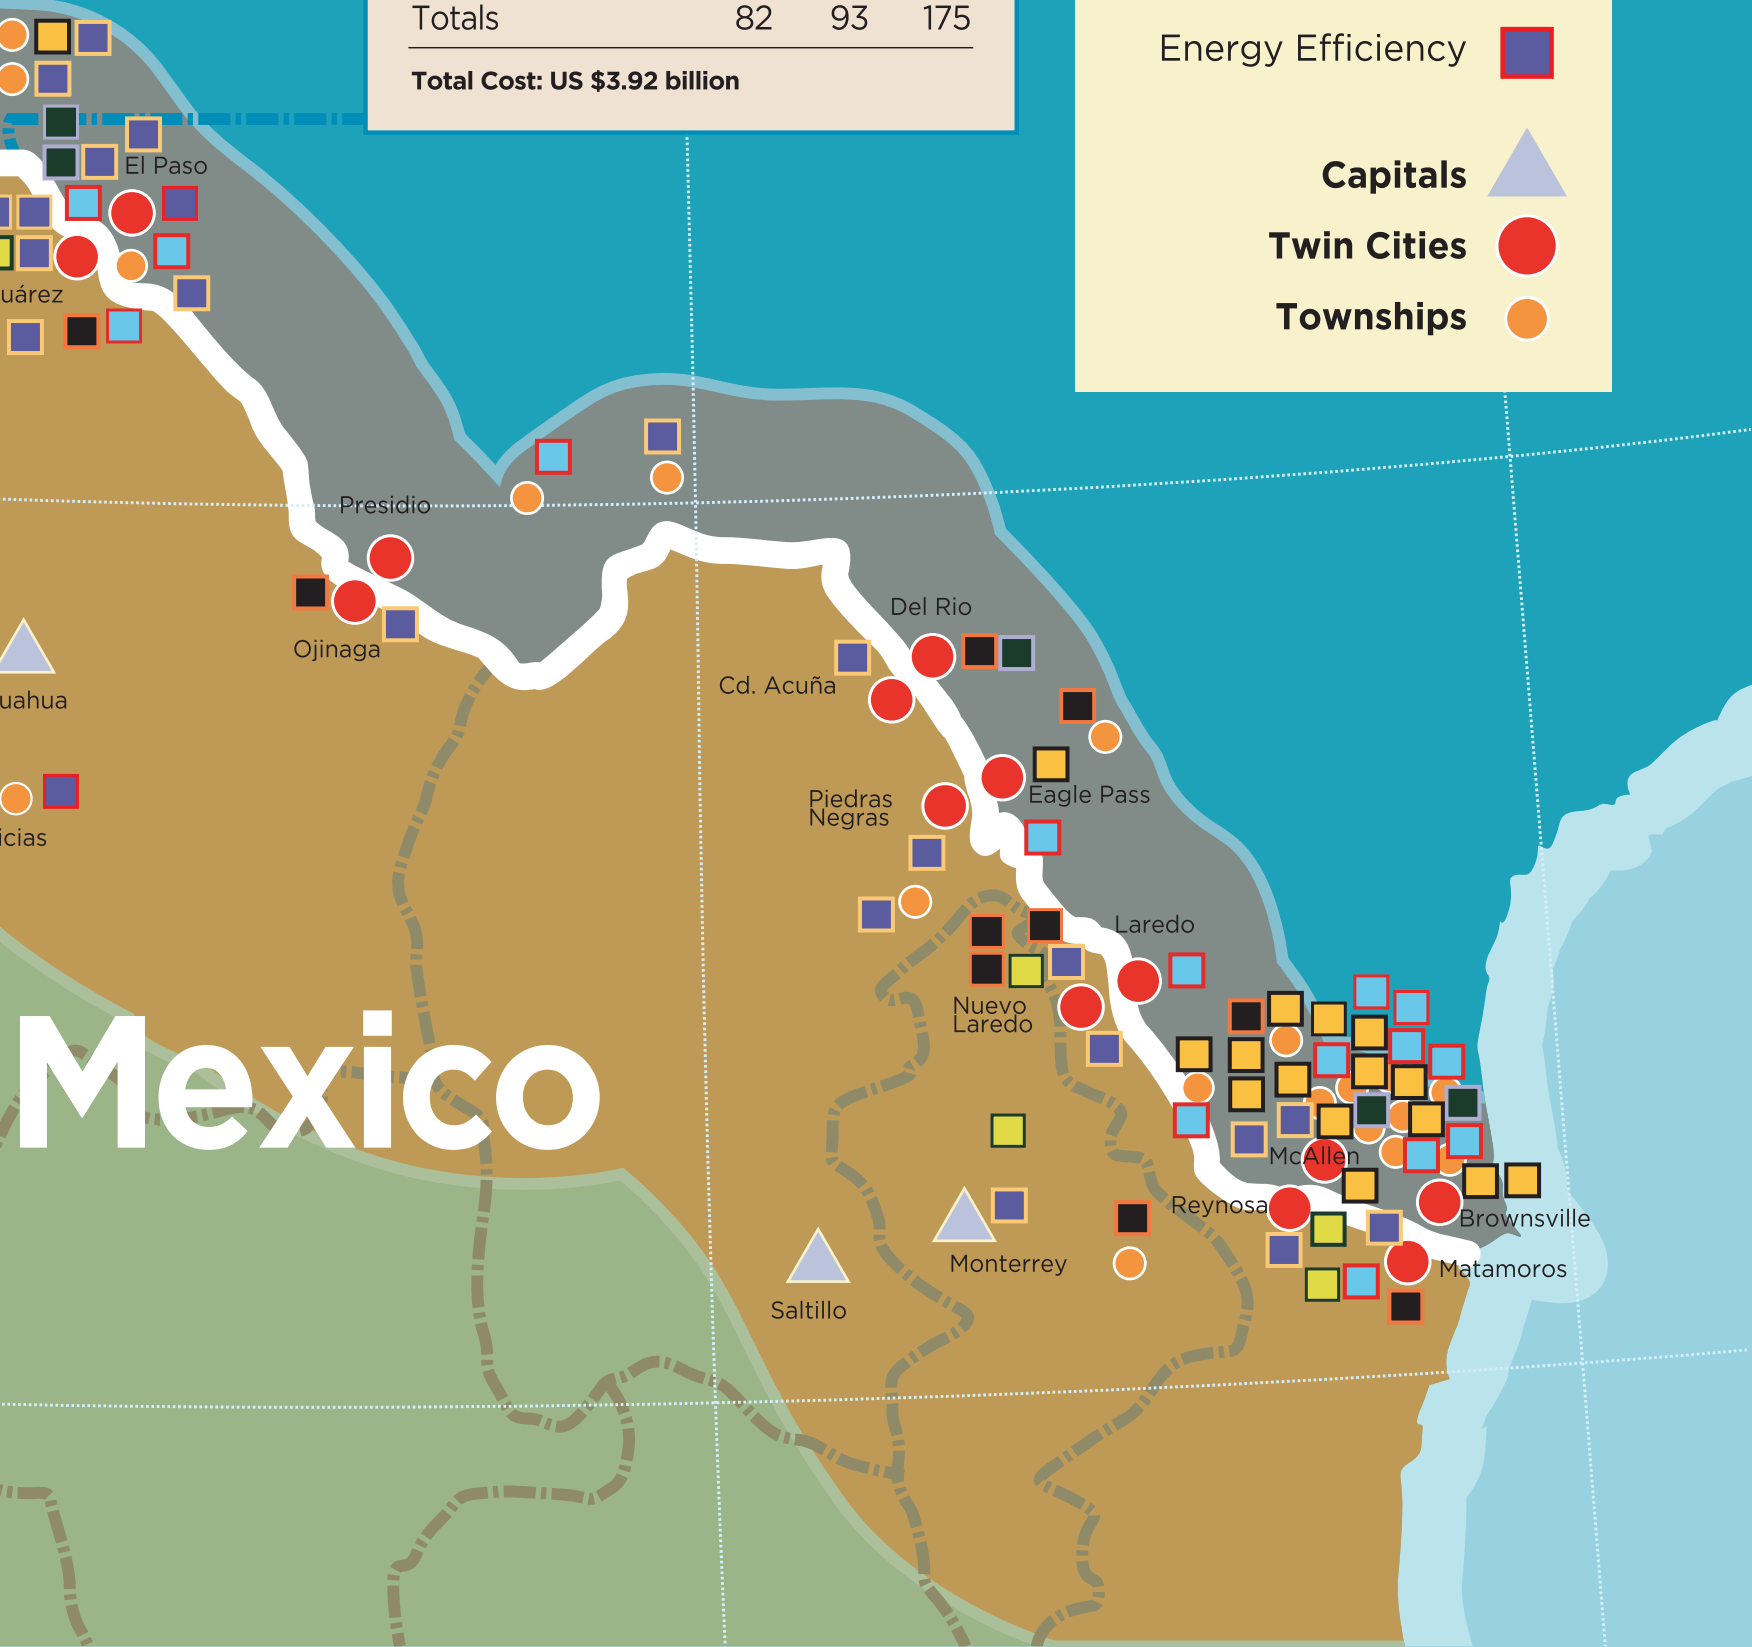 Totals 82 93 175
Total Cost: US $3.92 billion
Energy Efficiency
Capitals
Twin Cities
Townships
El Paso
uárez
Presidio
Ojinaga
uahua
icias
Del Rio
Cd. Acuña
Eagle Pass
Piedras
Negras
Laredo
Nuevo
Laredo
Mexico
McAllen
Reynosa
Brownsville
Monterrey
Matamoros
Saltillo